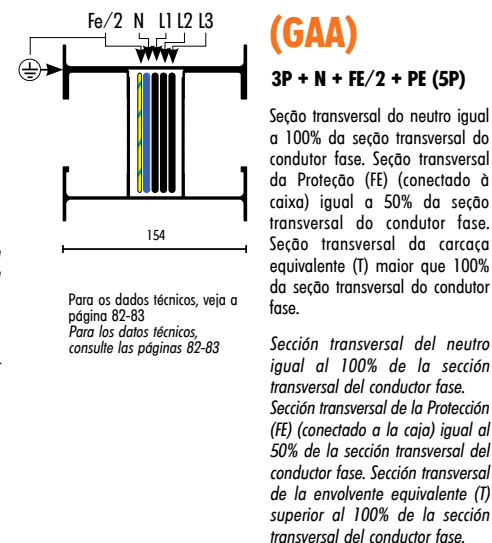 Fe/2 N L1 L2 L3
154
Para os dados técnicos, veja a
página 82-83
Para los datos técnicos,
consulte las páginas 82-83
(GAA)
3P + N + FE/2 + PE (5P)
Seção transversal do neutro igual
a 100% da seção transversal do
condutor fase. Seção transversal
da Proteção (FE) (conectado à
caixa) igual a 50% da seção
transversal do condutor fase.
Seção transversal da carcaça
equivalente (T) maior que 100%
da seção transversal do condutor
fase.
Sección transversal del neutro
igual al 100% de la sección
transversal del conductor fase.
Sección transversal de la Protección
(FE) (conectado a la caja) igual al
50% de la sección transversal del
conductor fase. Sección transversal
de la envolvente equivalente (T)
superior al 100% de la sección
transversal del conductor fase.